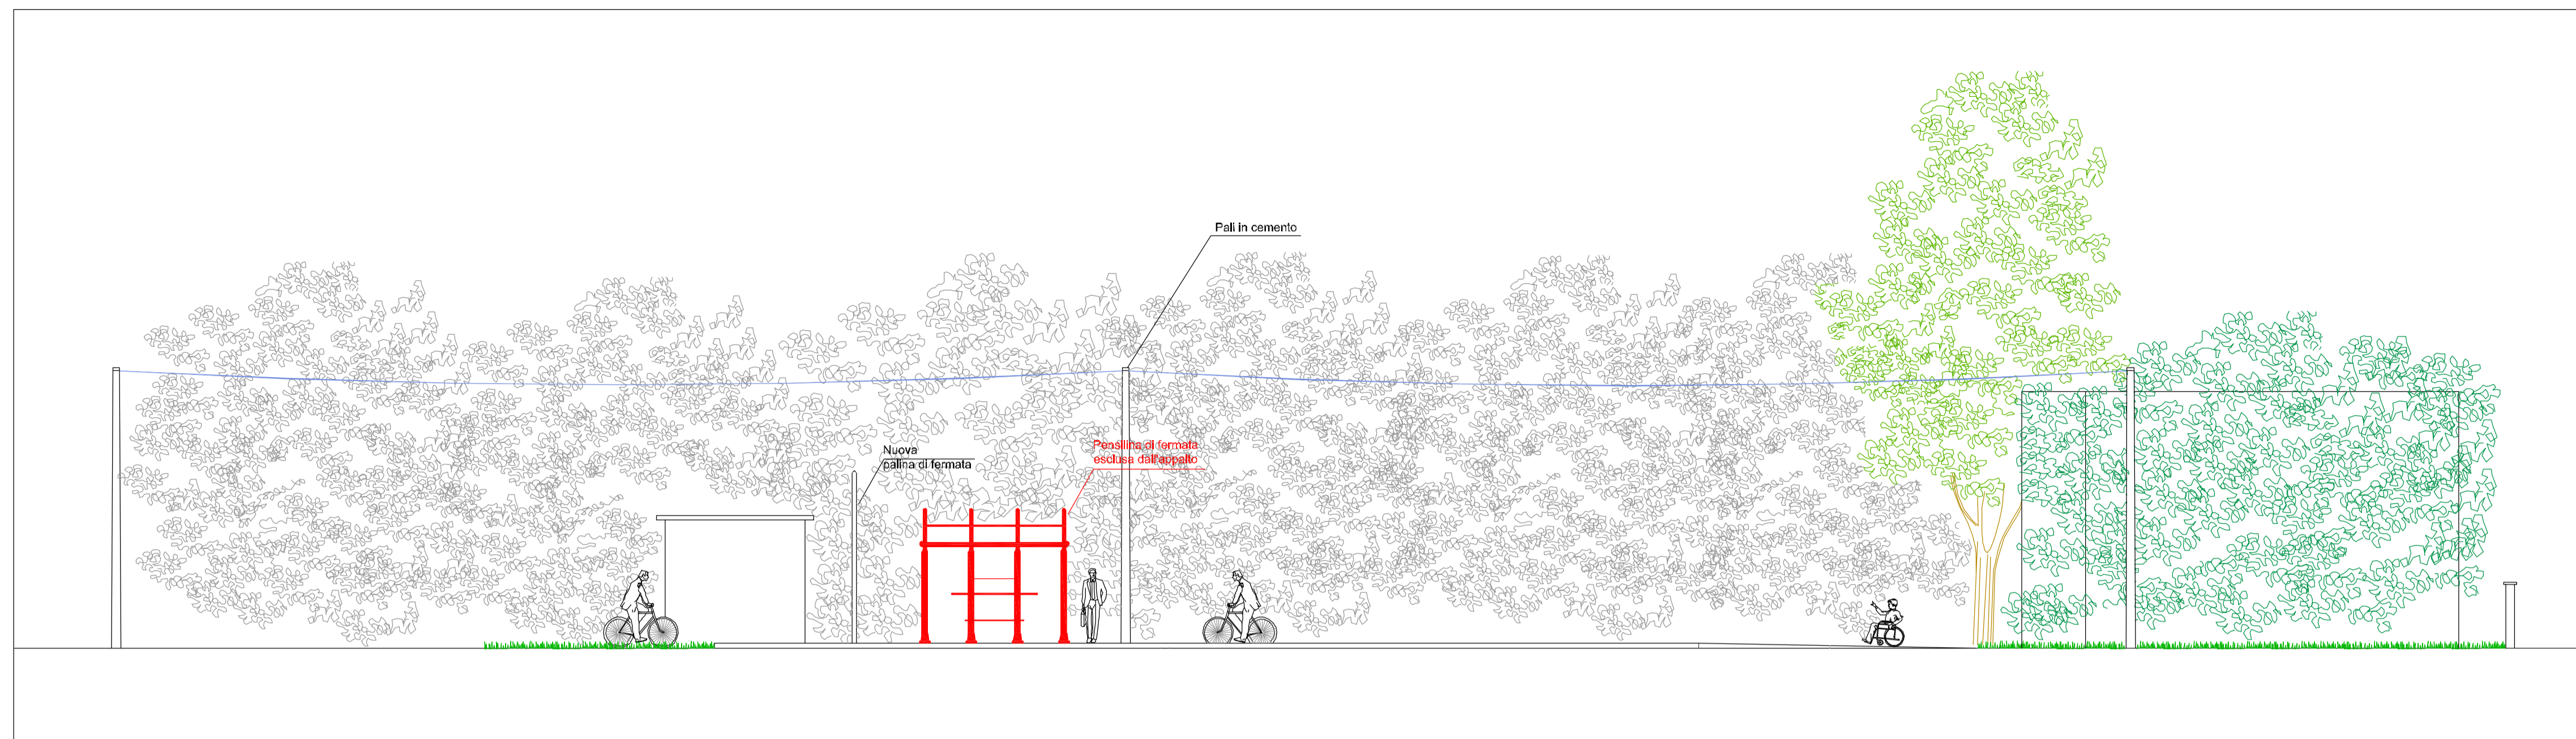 Pali in cemento
Nuova
palina di fermata
Pensilina di fermata
esclusa dall'appalto